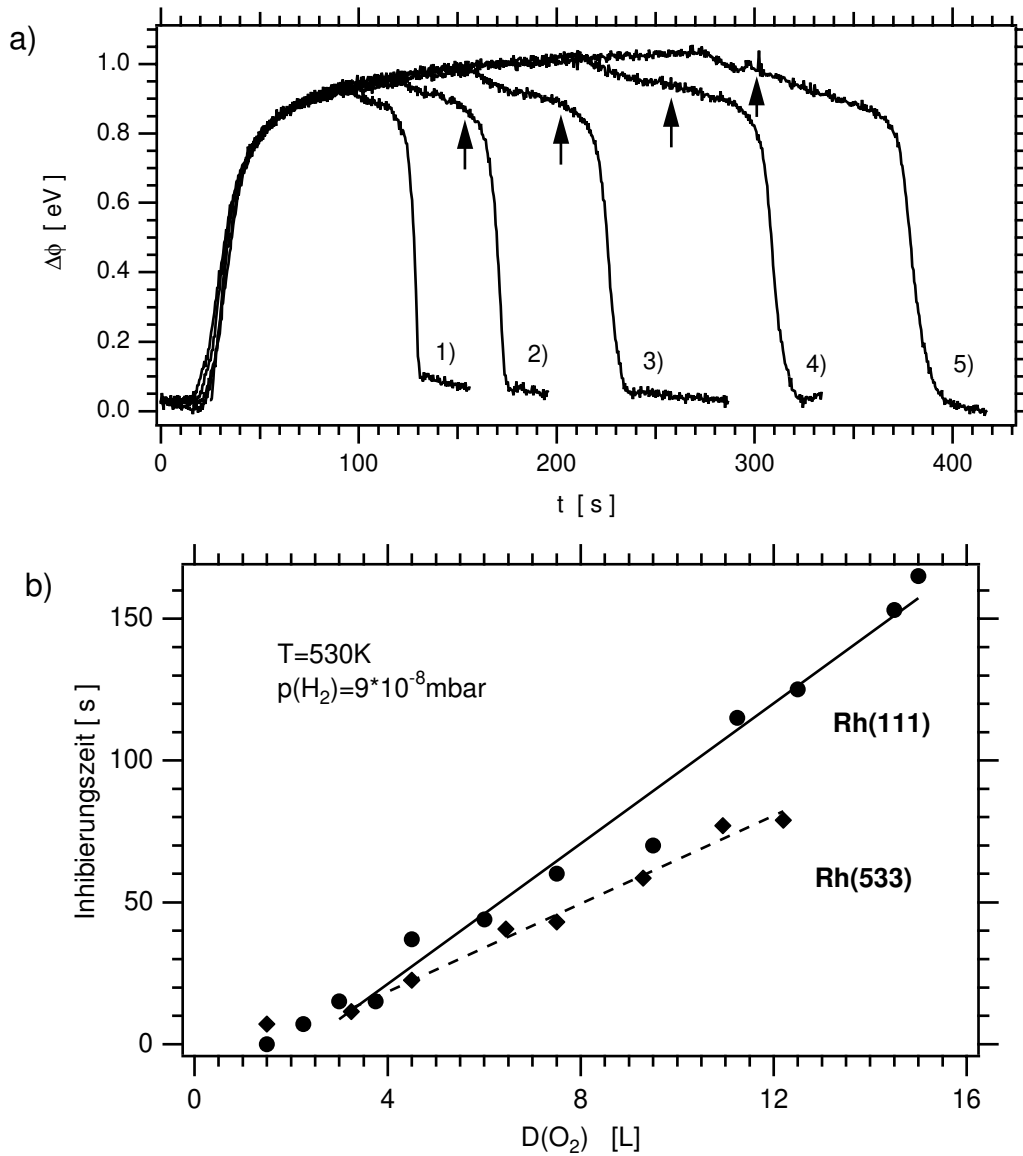 a)
Δϕ [ eV ]
1.0
0.8
0.6
0.4
0.2
0.0
1)
2)
3)
4)
5)
0
100
200
300
400
t [ s ]
b)
Inhibierungszeit [ s ]
150
100
50
0
T=530K
p(H₂)=9*10⁻⁸mbar
Rh(111)
Rh(533)
0
4
8
12
16
D(O₂) [L]